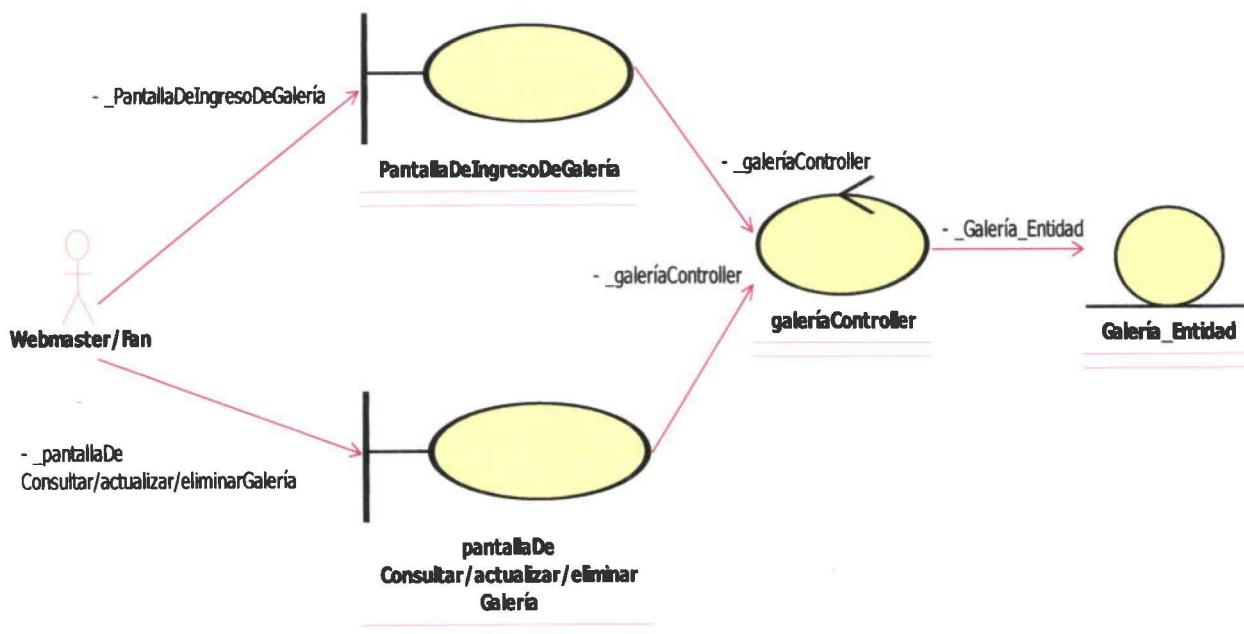 - _PantallaDeIngresoDeGalería
PantallaDeIngresoDeGalería
- _galeríaController
- _Galería_Entidad
- _galeríaController
galeríaController
Galería_Entidad
Webmaster/Fan
- _pantallaDe
Consultar/actualizar/eliminarGalería
pantallaDe
Consultar/actualizar/eliminar
Galería